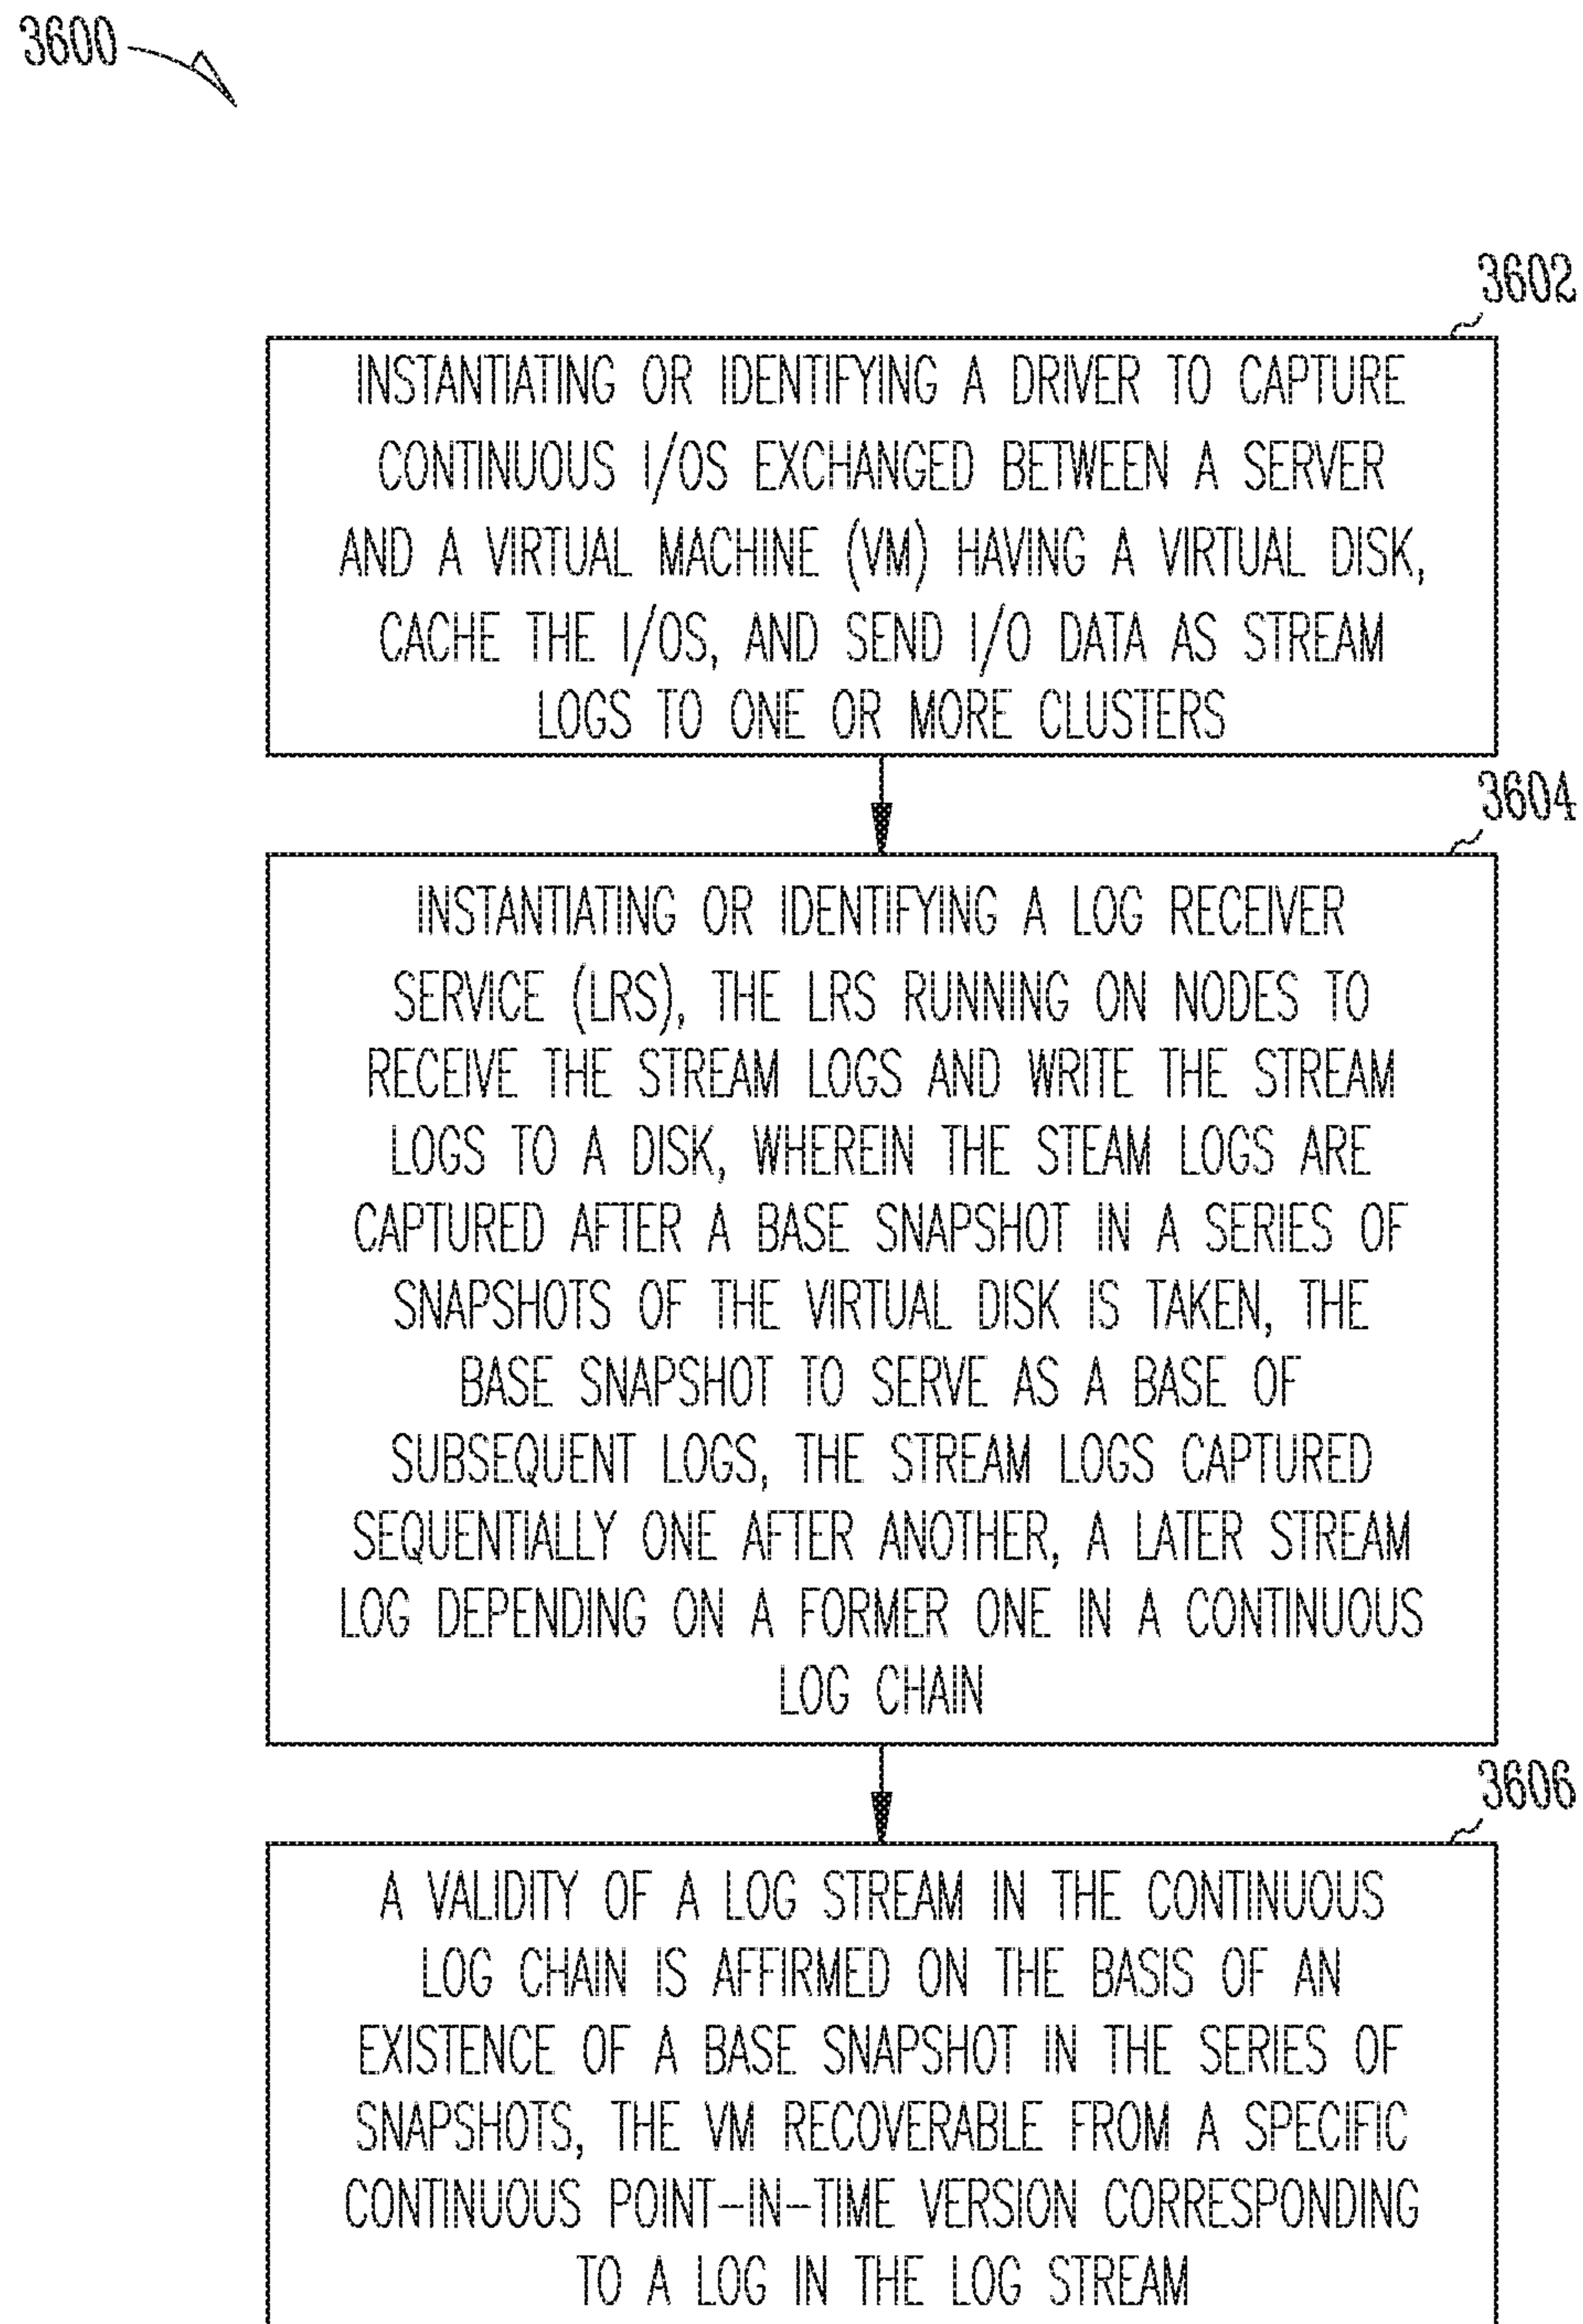 3600
3602
INSTANTIATING OR IDENTIFYING A DRIVER TO CAPTURE
CONTINUOUS I/OS EXCHANGED BETWEEN A SERVER
AND A VIRTUAL MACHINE (VM) HAVING A VIRTUAL DISK,
CACHE THE I/OS, AND SEND I/O DATA AS STREAM
LOGS TO ONE OR MORE CLUSTERS
3604
INSTANTIATING OR IDENTIFYING A LOG RECEIVER
SERVICE (LRS), THE LRS RUNNING ON NODES TO
RECEIVE THE STREAM LOGS AND WRITE THE STREAM
LOGS TO A DISK, WHEREIN THE STEAM LOGS ARE
CAPTURED AFTER A BASE SNAPSHOT IN A SERIES OF
SNAPSHOTS OF THE VIRTUAL DISK IS TAKEN, THE
BASE SNAPSHOT TO SERVE AS A BASE OF
SUBSEQUENT LOGS, THE STREAM LOGS CAPTURED
SEQUENTIALLY ONE AFTER ANOTHER, A LATER STREAM
LOG DEPENDING ON A FORMER ONE IN A CONTINUOUS
LOG CHAIN
3606
A VALIDITY OF A LOG STREAM IN THE CONTINUOUS
LOG CHAIN IS AFFIRMED ON THE BASIS OF AN
EXISTENCE OF A BASE SNAPSHOT IN THE SERIES OF
SNAPSHOTS, THE VM RECOVERABLE FROM A SPECIFIC
CONTINUOUS POINT-IN-TIME VERSION CORRESPONDING
TO A LOG IN THE LOG STREAM